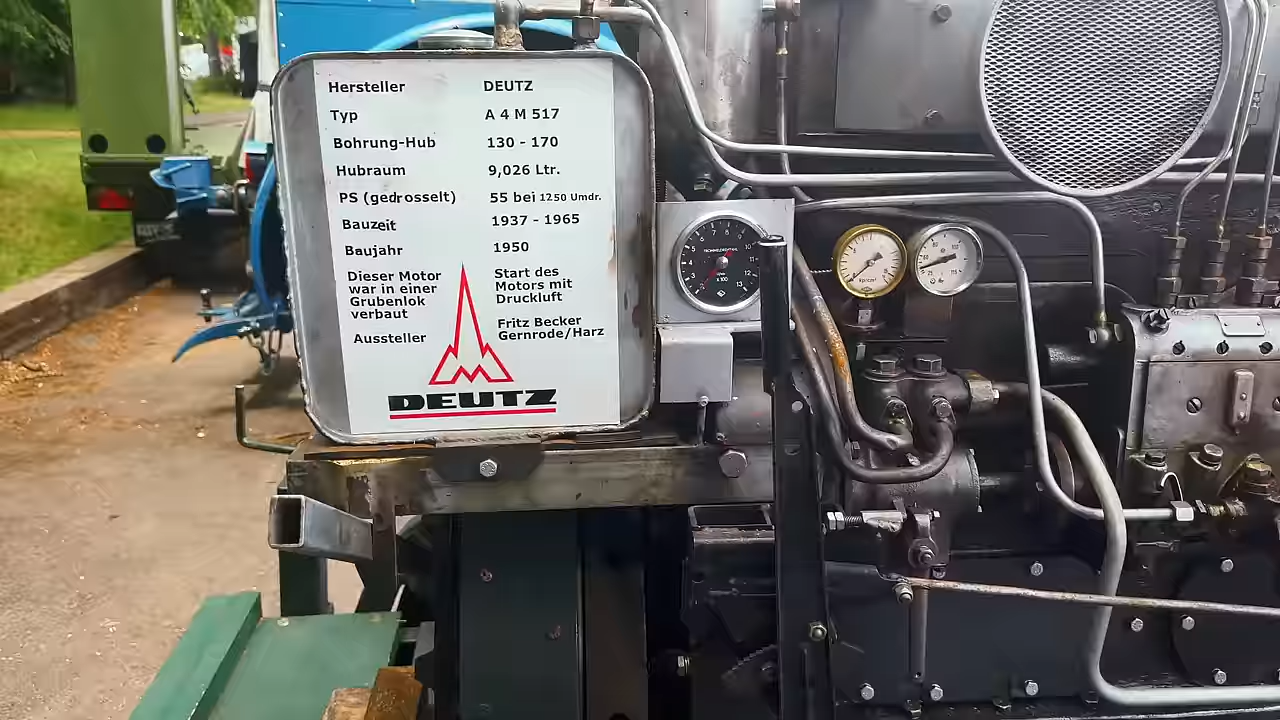 Hersteller DEUTZ
Typ A 4 M 517
Bohrung-Hub 130 - 170
Hubraum 9,026 Ltr.
PS (gedrosselt) 55 bei 1250 Umdr.
Bauzeit 1937 - 1965
Baujahr 1950
Dieser Motor
war in einer
Grubenlok
verbaut
Start des
Motors mit
Druckluft
Aussteller
Fritz Becker
Gernrode/Harz
DEUTZ